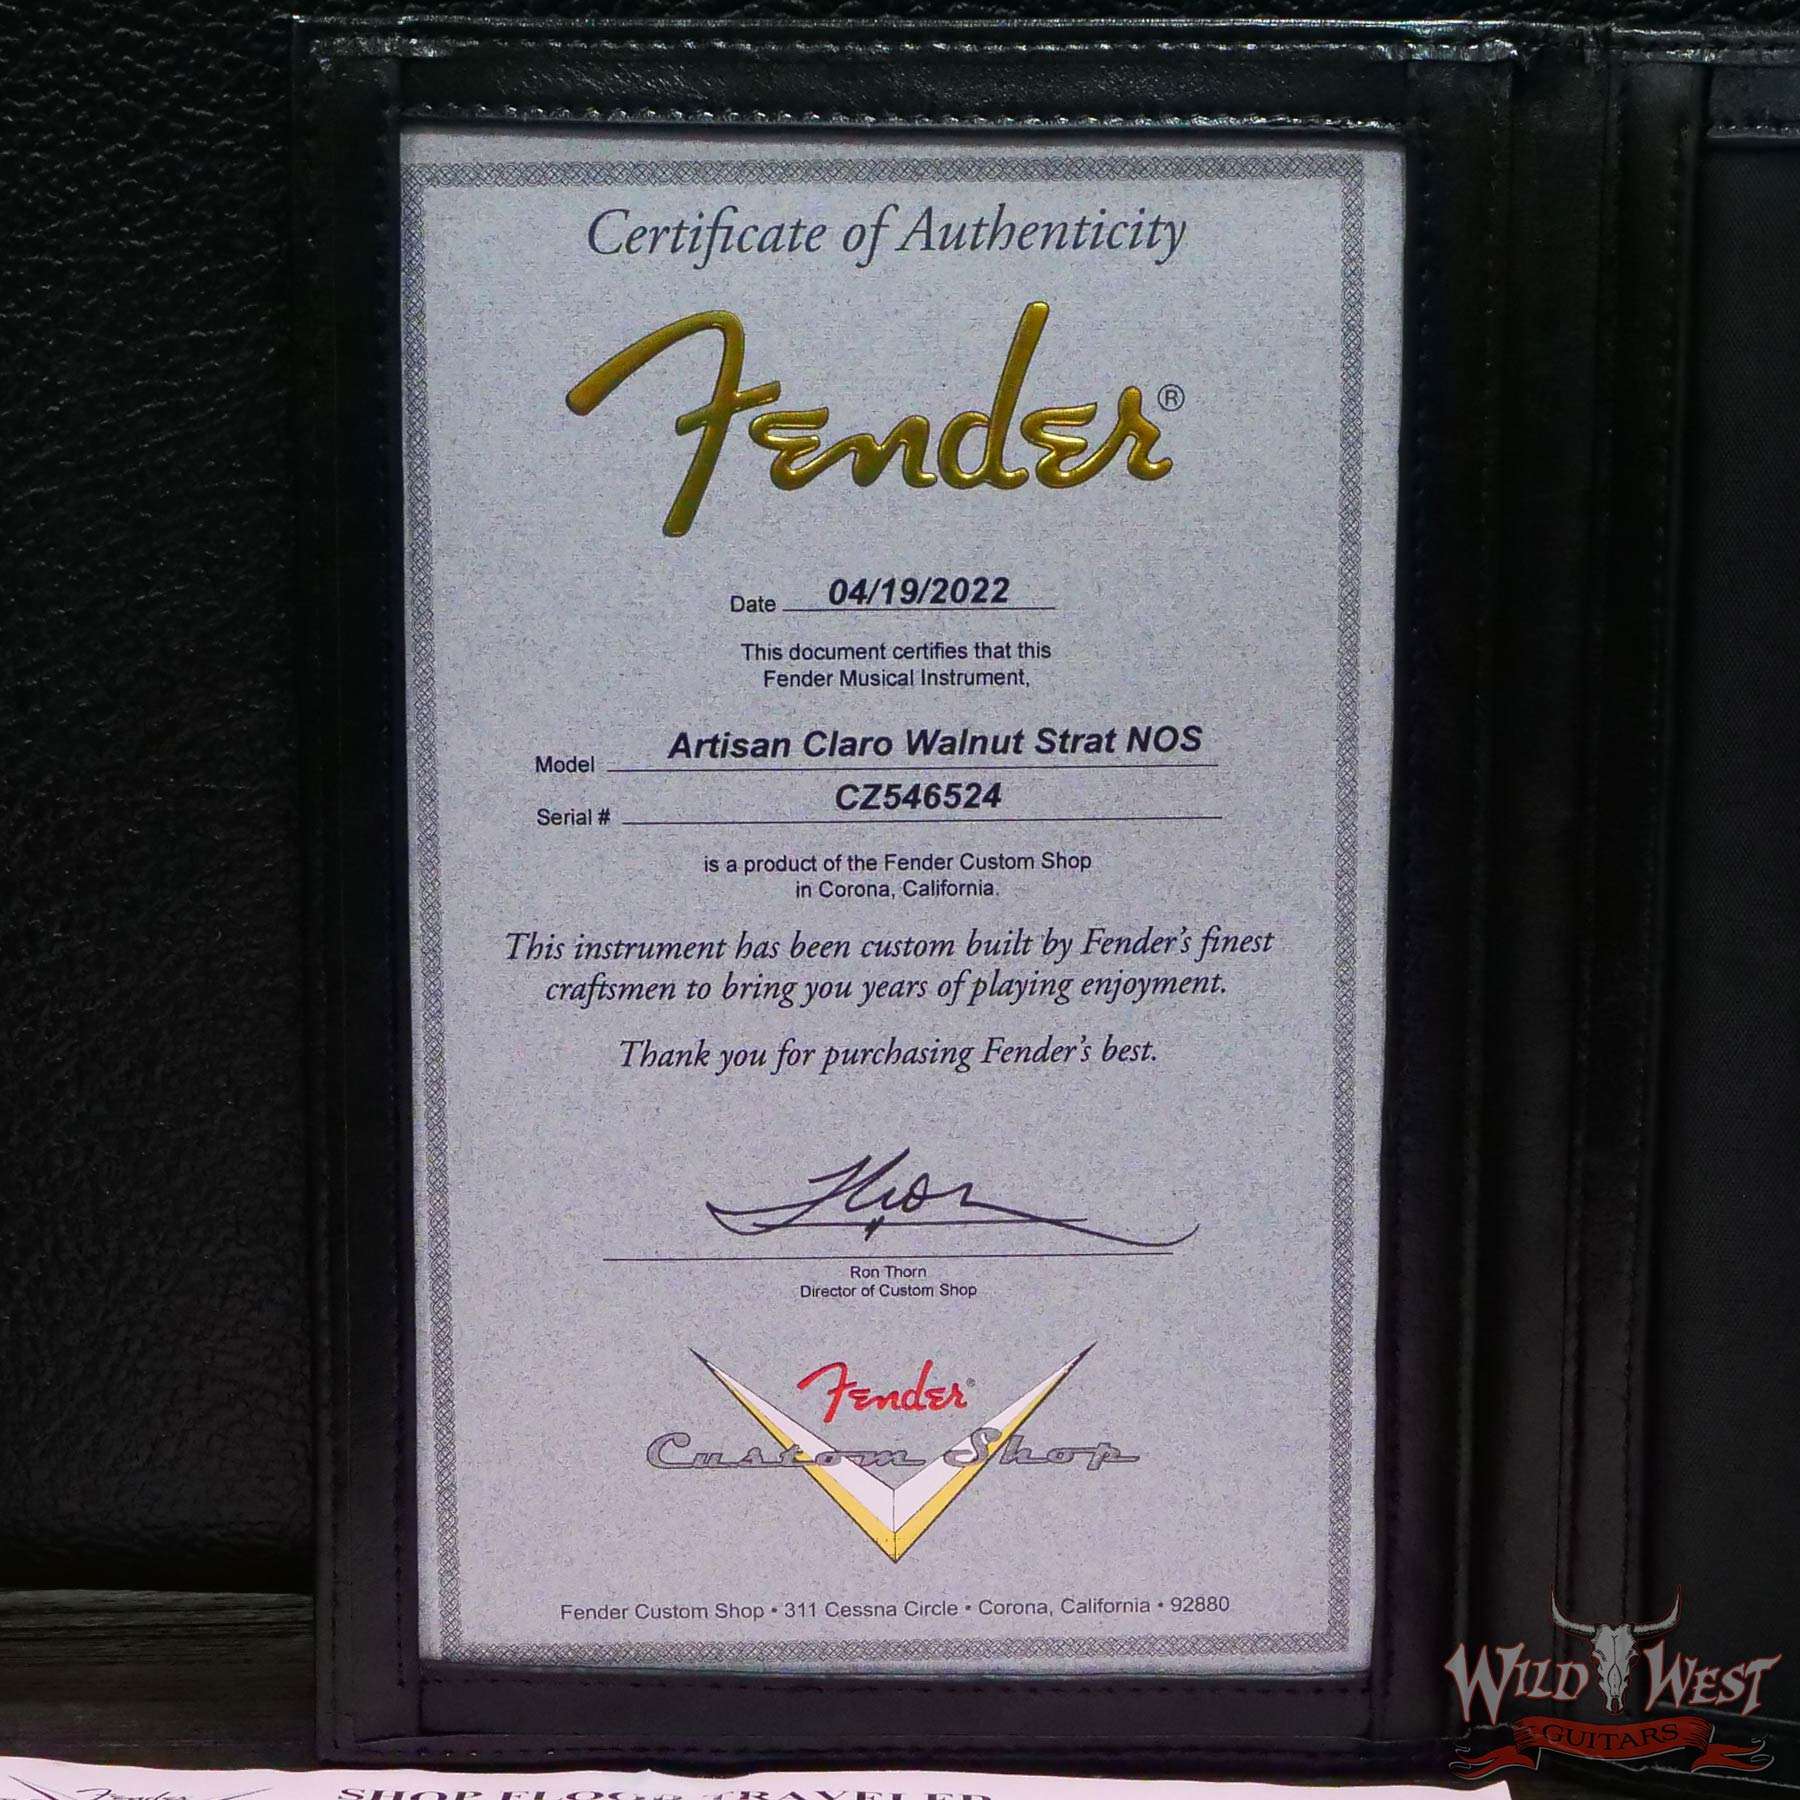 Certificate of Authenticity
Fender®
Date 04/19/2022
This document certifies that this
Fender Musical Instrument,
Model Artisan Claro Walnut Strat NOS
Serial # CZ546524
is a product of the Fender Custom Shop
in Corona, California.
This instrument has been custom built by Fender's finest
craftsmen to bring you years of playing enjoyment.
Thank you for purchasing Fender's best.
Ron Thorn
Director of Custom Shop
Fender®
Custom Shop
Fender Custom Shop • 311 Cessna Circle • Corona, California • 92880
WILD WEST
GUITARS
Fender SHOP FLOOR TRAVELER